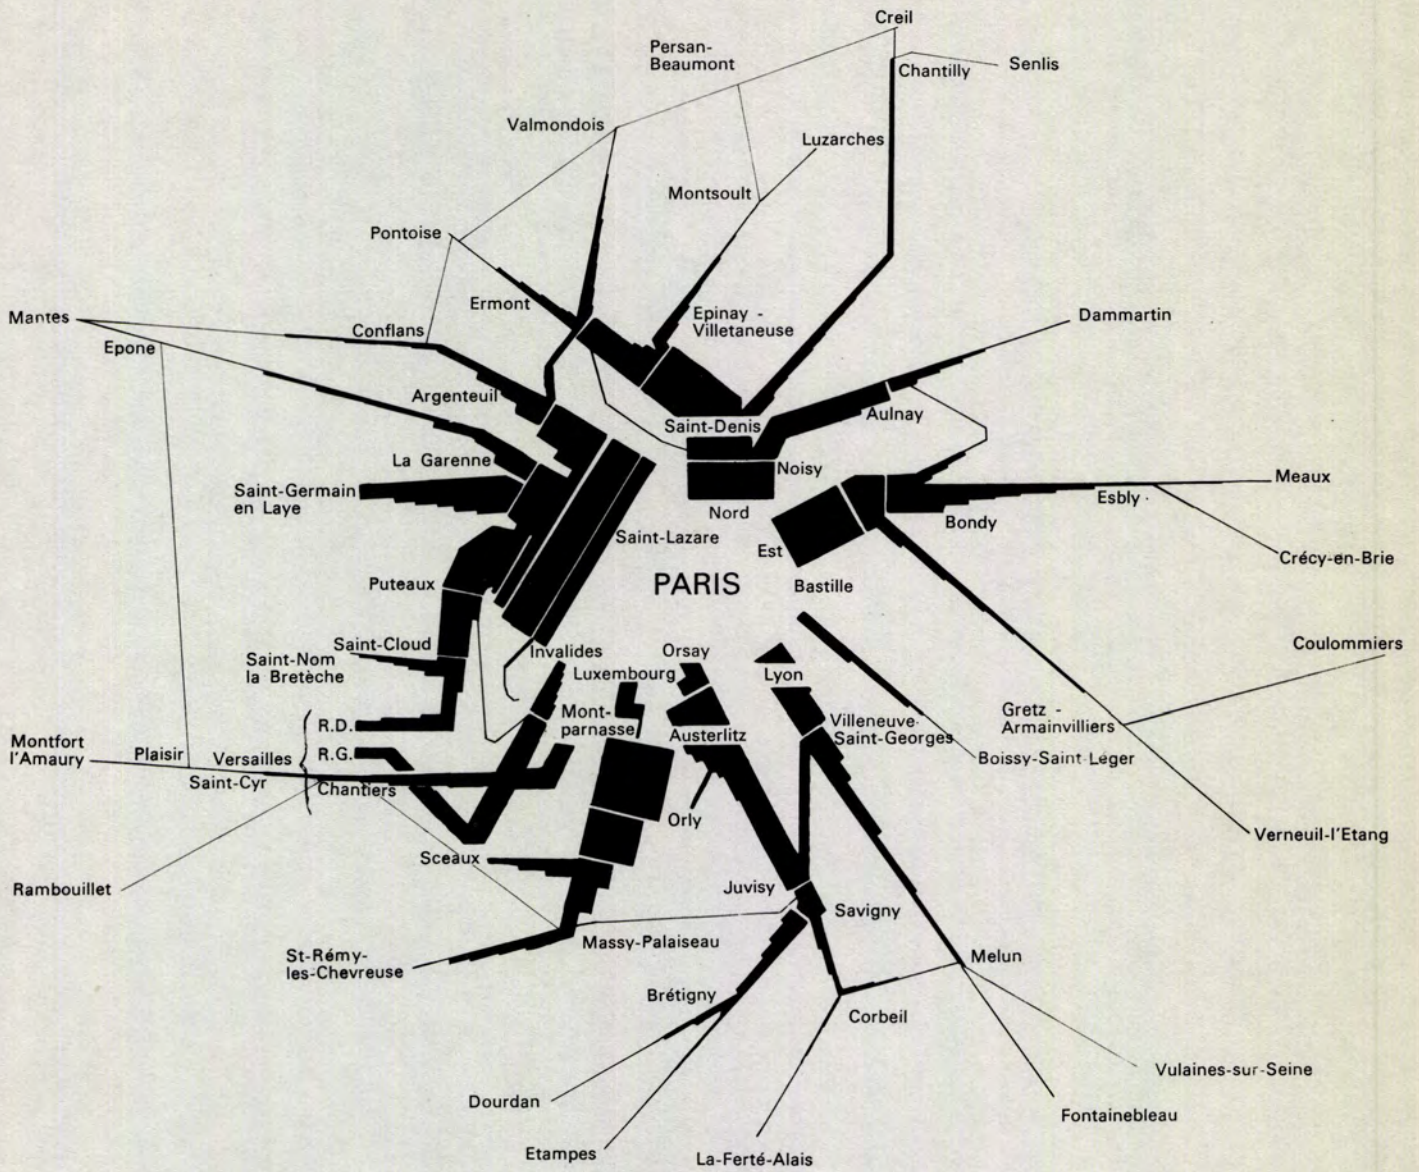 Creil
Persan-
Beaumont
Chantilly
Senlis
Valmondois
Luzarches
Montsoult
Pontoise
Ermont
Epinay -
Villetaneuse
Dammartin
Mantes
Epone
Conflans
Argenteuil
Saint-Denis
Aulnay
La Garenne
Noisy
Saint-Germain
en Laye
Nord
Meaux
Esbly
Bondy
Saint-Lazare
Est
Crécy-en-Brie
PARIS
Bastille
Puteaux
Saint-Cloud
Coulommiers
Saint-Nom
la Bretèche
Invalides
Orsay
Luxembourg
Lyon
R.D.
Mont-
parnasse
Villeneuve-
Saint-Georges
Gretz -
Armainvilliers
Montfort
l'Amaury
Plaisir
Versailles
R.G.
Austerlitz
Boissy-Saint-Léger
Saint-Cyr
Chantiers
Orly
Verneuil-l'Etang
Sceaux
Rambouillet
Juvisy
Savigny
Massy-Palaiseau
St-Rémy-
les-Chevreuse
Melun
Brétigny
Corbeil
Vulaines-sur-Seine
Dourdan
Fontainebleau
Etampes
La-Ferté-Alais